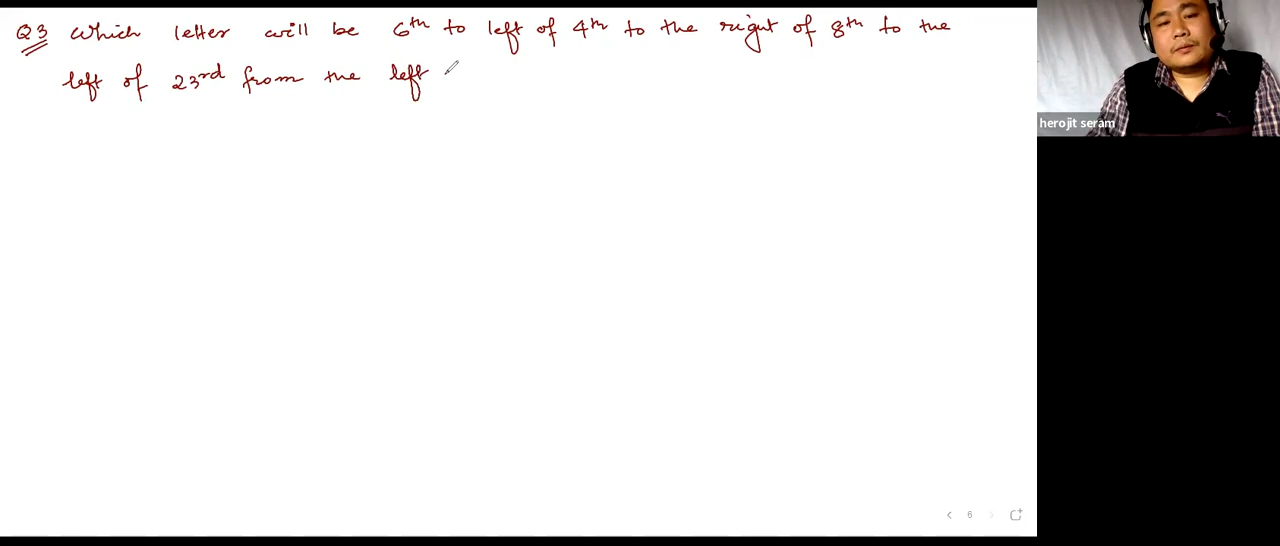 Q3 Which letter will be 6th to left of 4th to the right of 8th to the
left of 23rd from the left
herojit seram
6